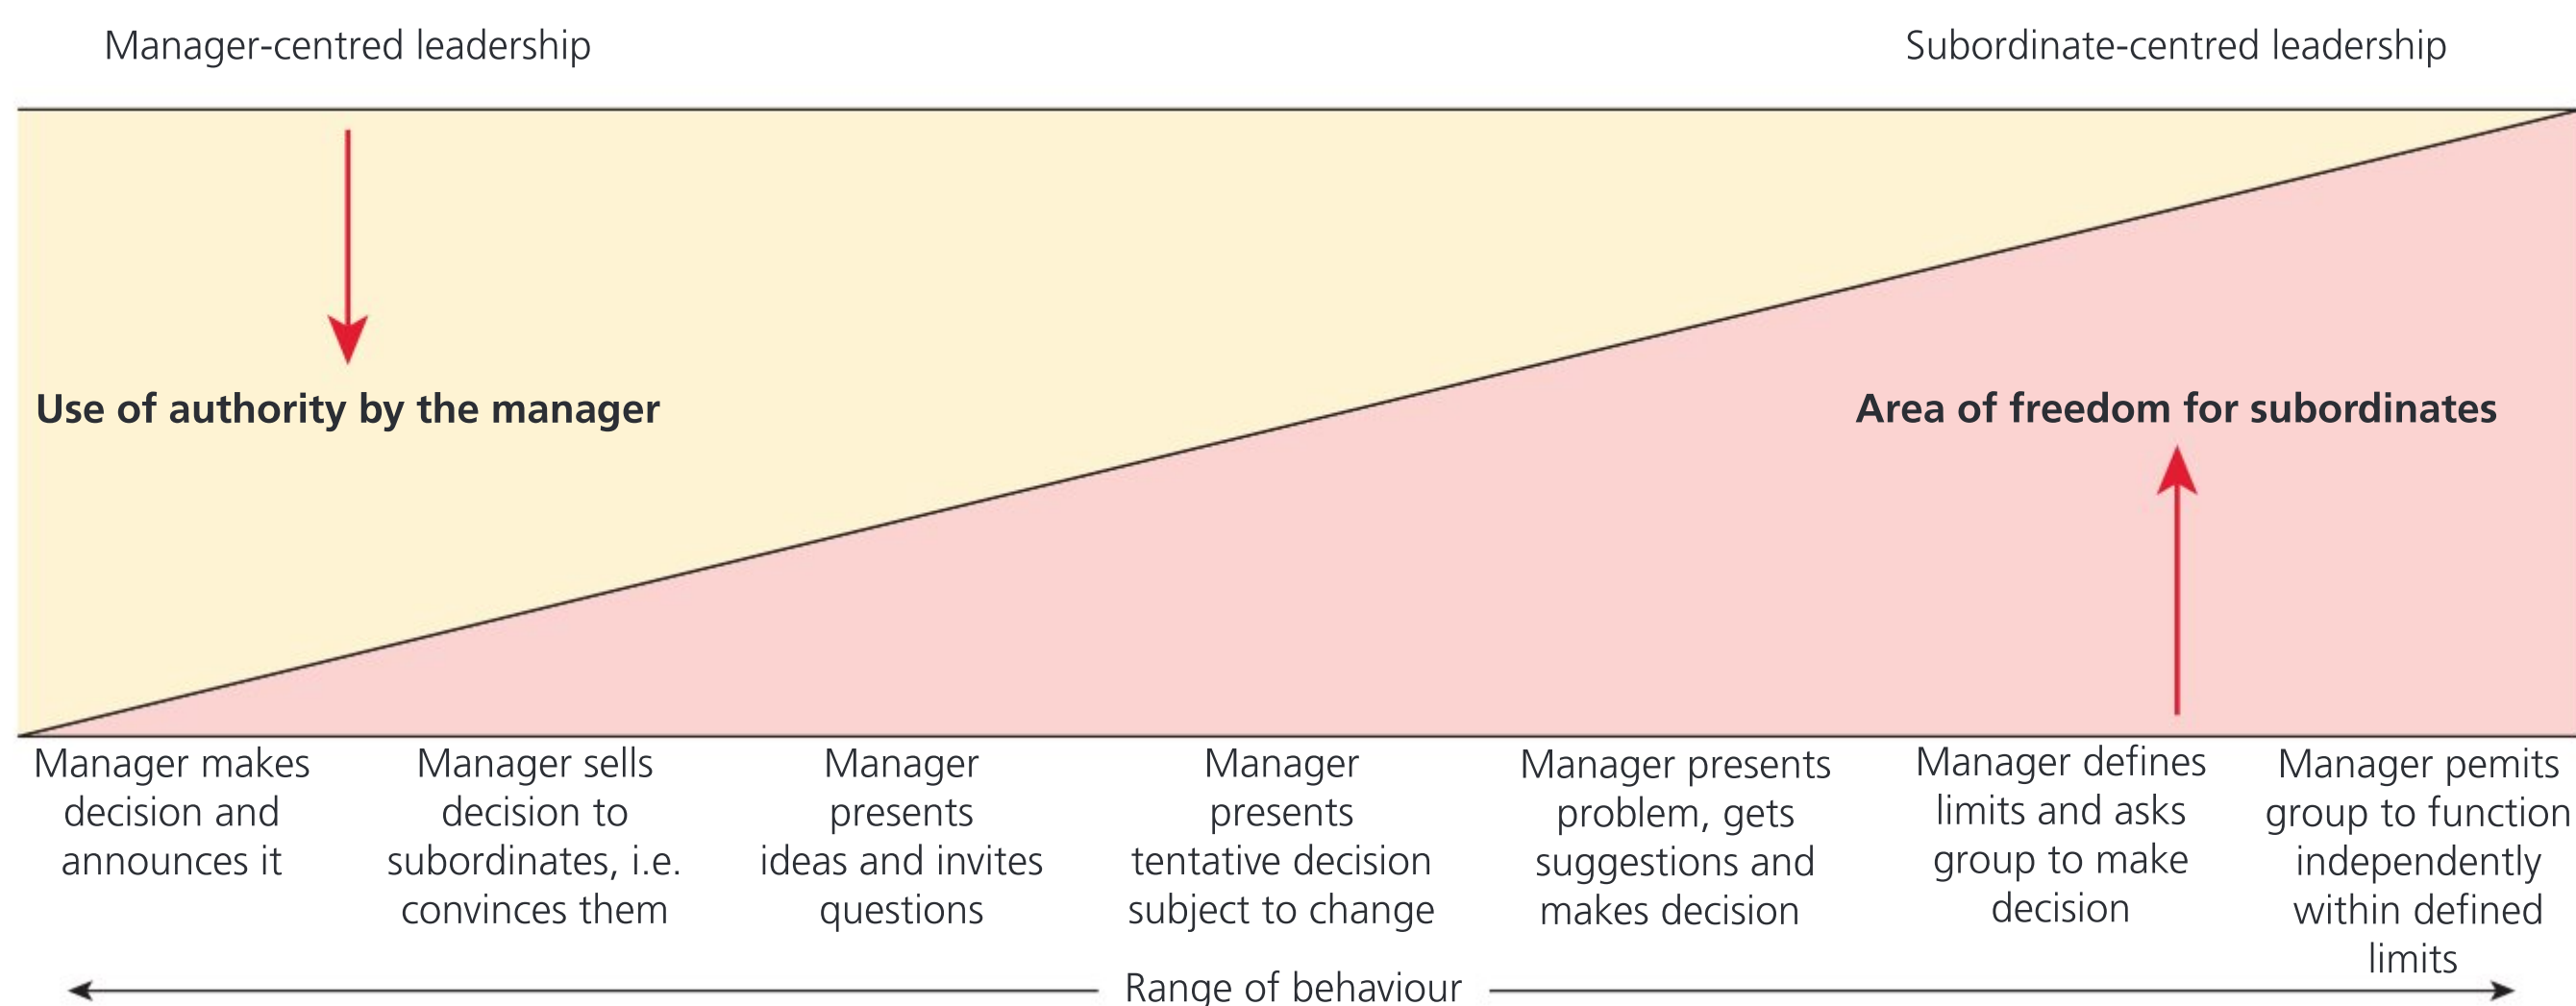 Manager-centred leadership
Subordinate-centred leadership
Use of authority by the manager
Area of freedom for subordinates
Manager makes
decision and
announces it
Manager sells
decision to
subordinates, i.e.
convinces them
Manager
presents
ideas and invites
questions
Manager
presents
tentative decision
subject to change
Manager presents
problem, gets
suggestions and
makes decision
Manager defines
limits and asks
group to make
decision
Manager pemits
group to function
independently
within defined
limits
Range of behaviour